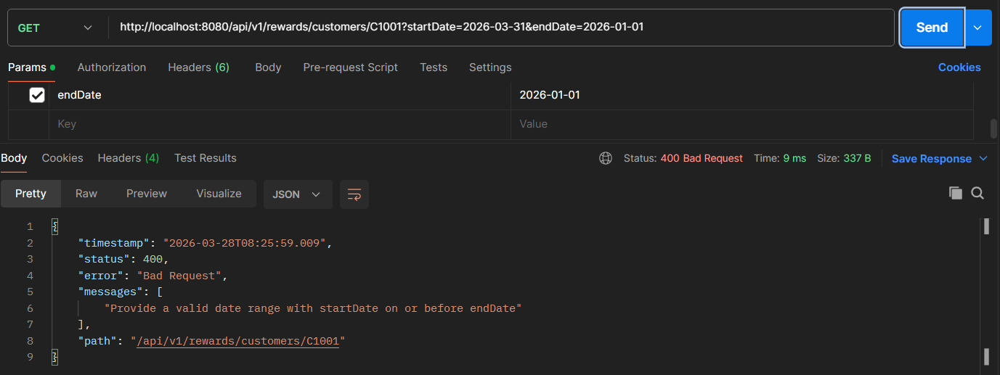 GET http://localhost:8080/api/v1/rewards/customers/C1001?startDate=2026-03-31&endDate=2026-01-01 Send
Params Authorization Headers (6) Body Pre-request Script Tests Settings Cookies
endDate 2026-01-01
Key Value
Body Cookies Headers (4) Test Results Status: 400 Bad Request Time: 9 ms Size: 337 B Save Response
Pretty Raw Preview Visualize JSON
1 {
2 "timestamp": "2026-03-28T08:25:59.009",
3 "status": 400,
4 "error": "Bad Request",
5 "messages": [
6 "Provide a valid date range with startDate on or before endDate"
7 ],
8 "path": "/api/v1/rewards/customers/C1001"
9 }